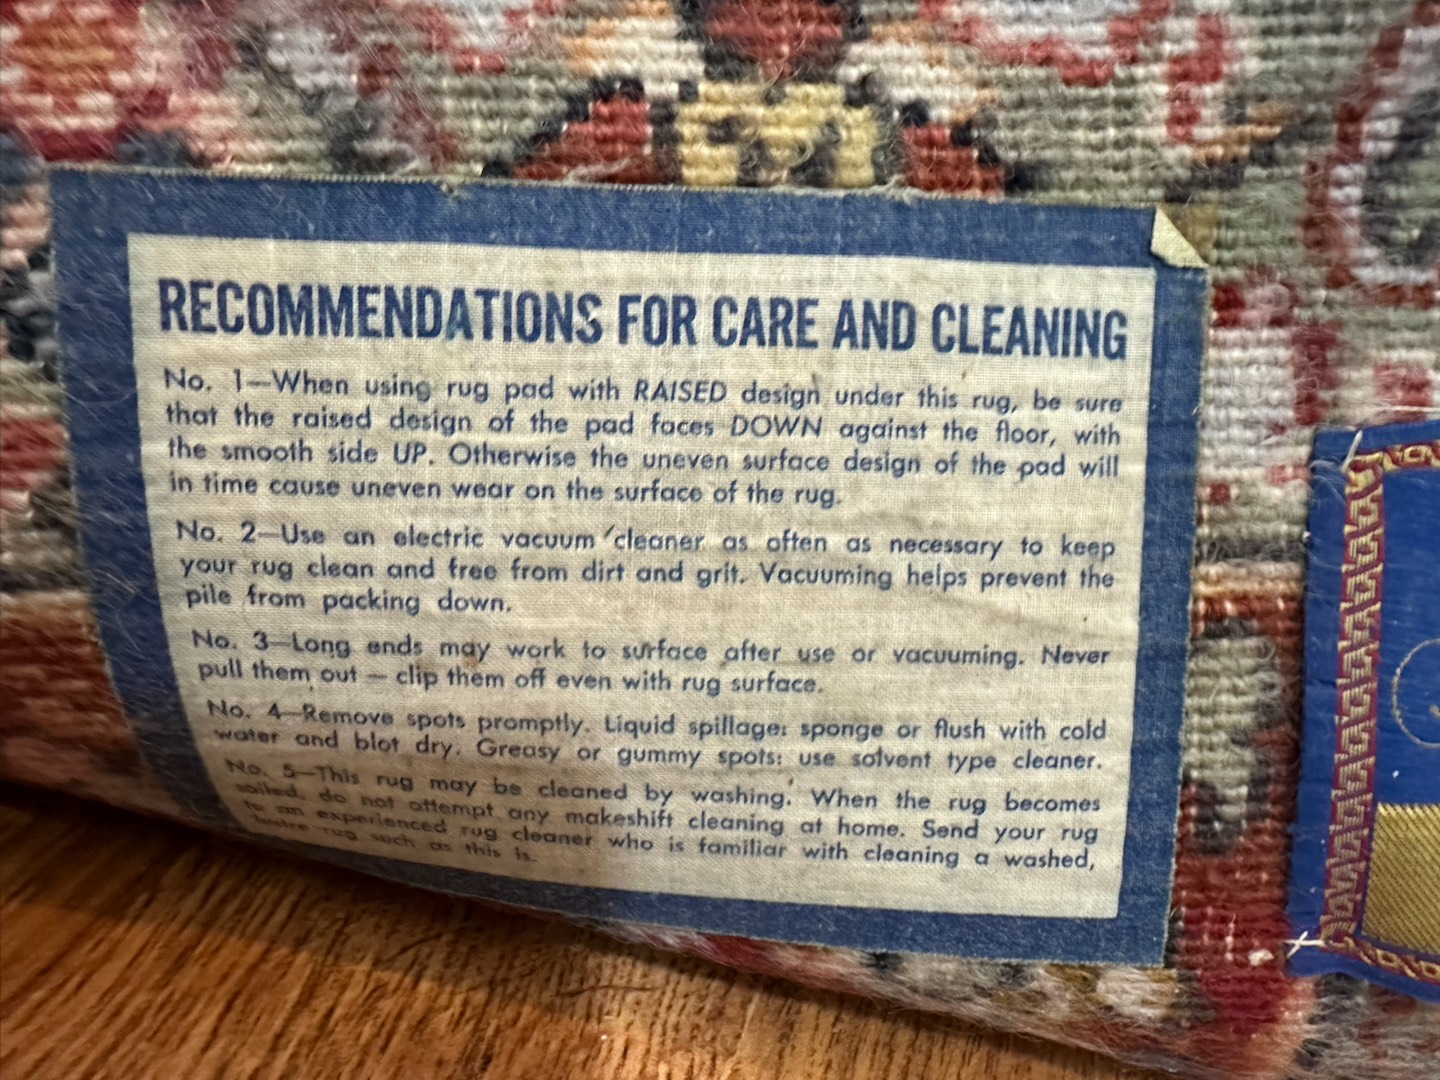 RECOMMENDATIONS FOR CARE AND CLEANING
No. 1—When using rug pad with RAISED design under this rug, be sure
that the raised design of the pad faces DOWN against the floor, with
the smooth side UP. Otherwise the uneven surface design of the pad will
in time cause uneven wear on the surface of the rug.
No. 2—Use an electric vacuum cleaner as often as necessary to keep
your rug clean and free from dirt and grit. Vacuuming helps prevent the
pile from packing down.
No. 3—Long ends may work to surface after use or vacuuming. Never
pull them out — clip them off even with rug surface.
No. 4—Remove spots promptly. Liquid spillage: sponge or flush with cold
water and blot dry. Greasy or gummy spots: use solvent type cleaner.
No. 5—This rug may be cleaned by washing. When the rug becomes
soiled, do not attempt any makeshift cleaning at home. Send your rug
to an experienced rug cleaner who is familiar with cleaning a washed,
lustre rug such as this is.